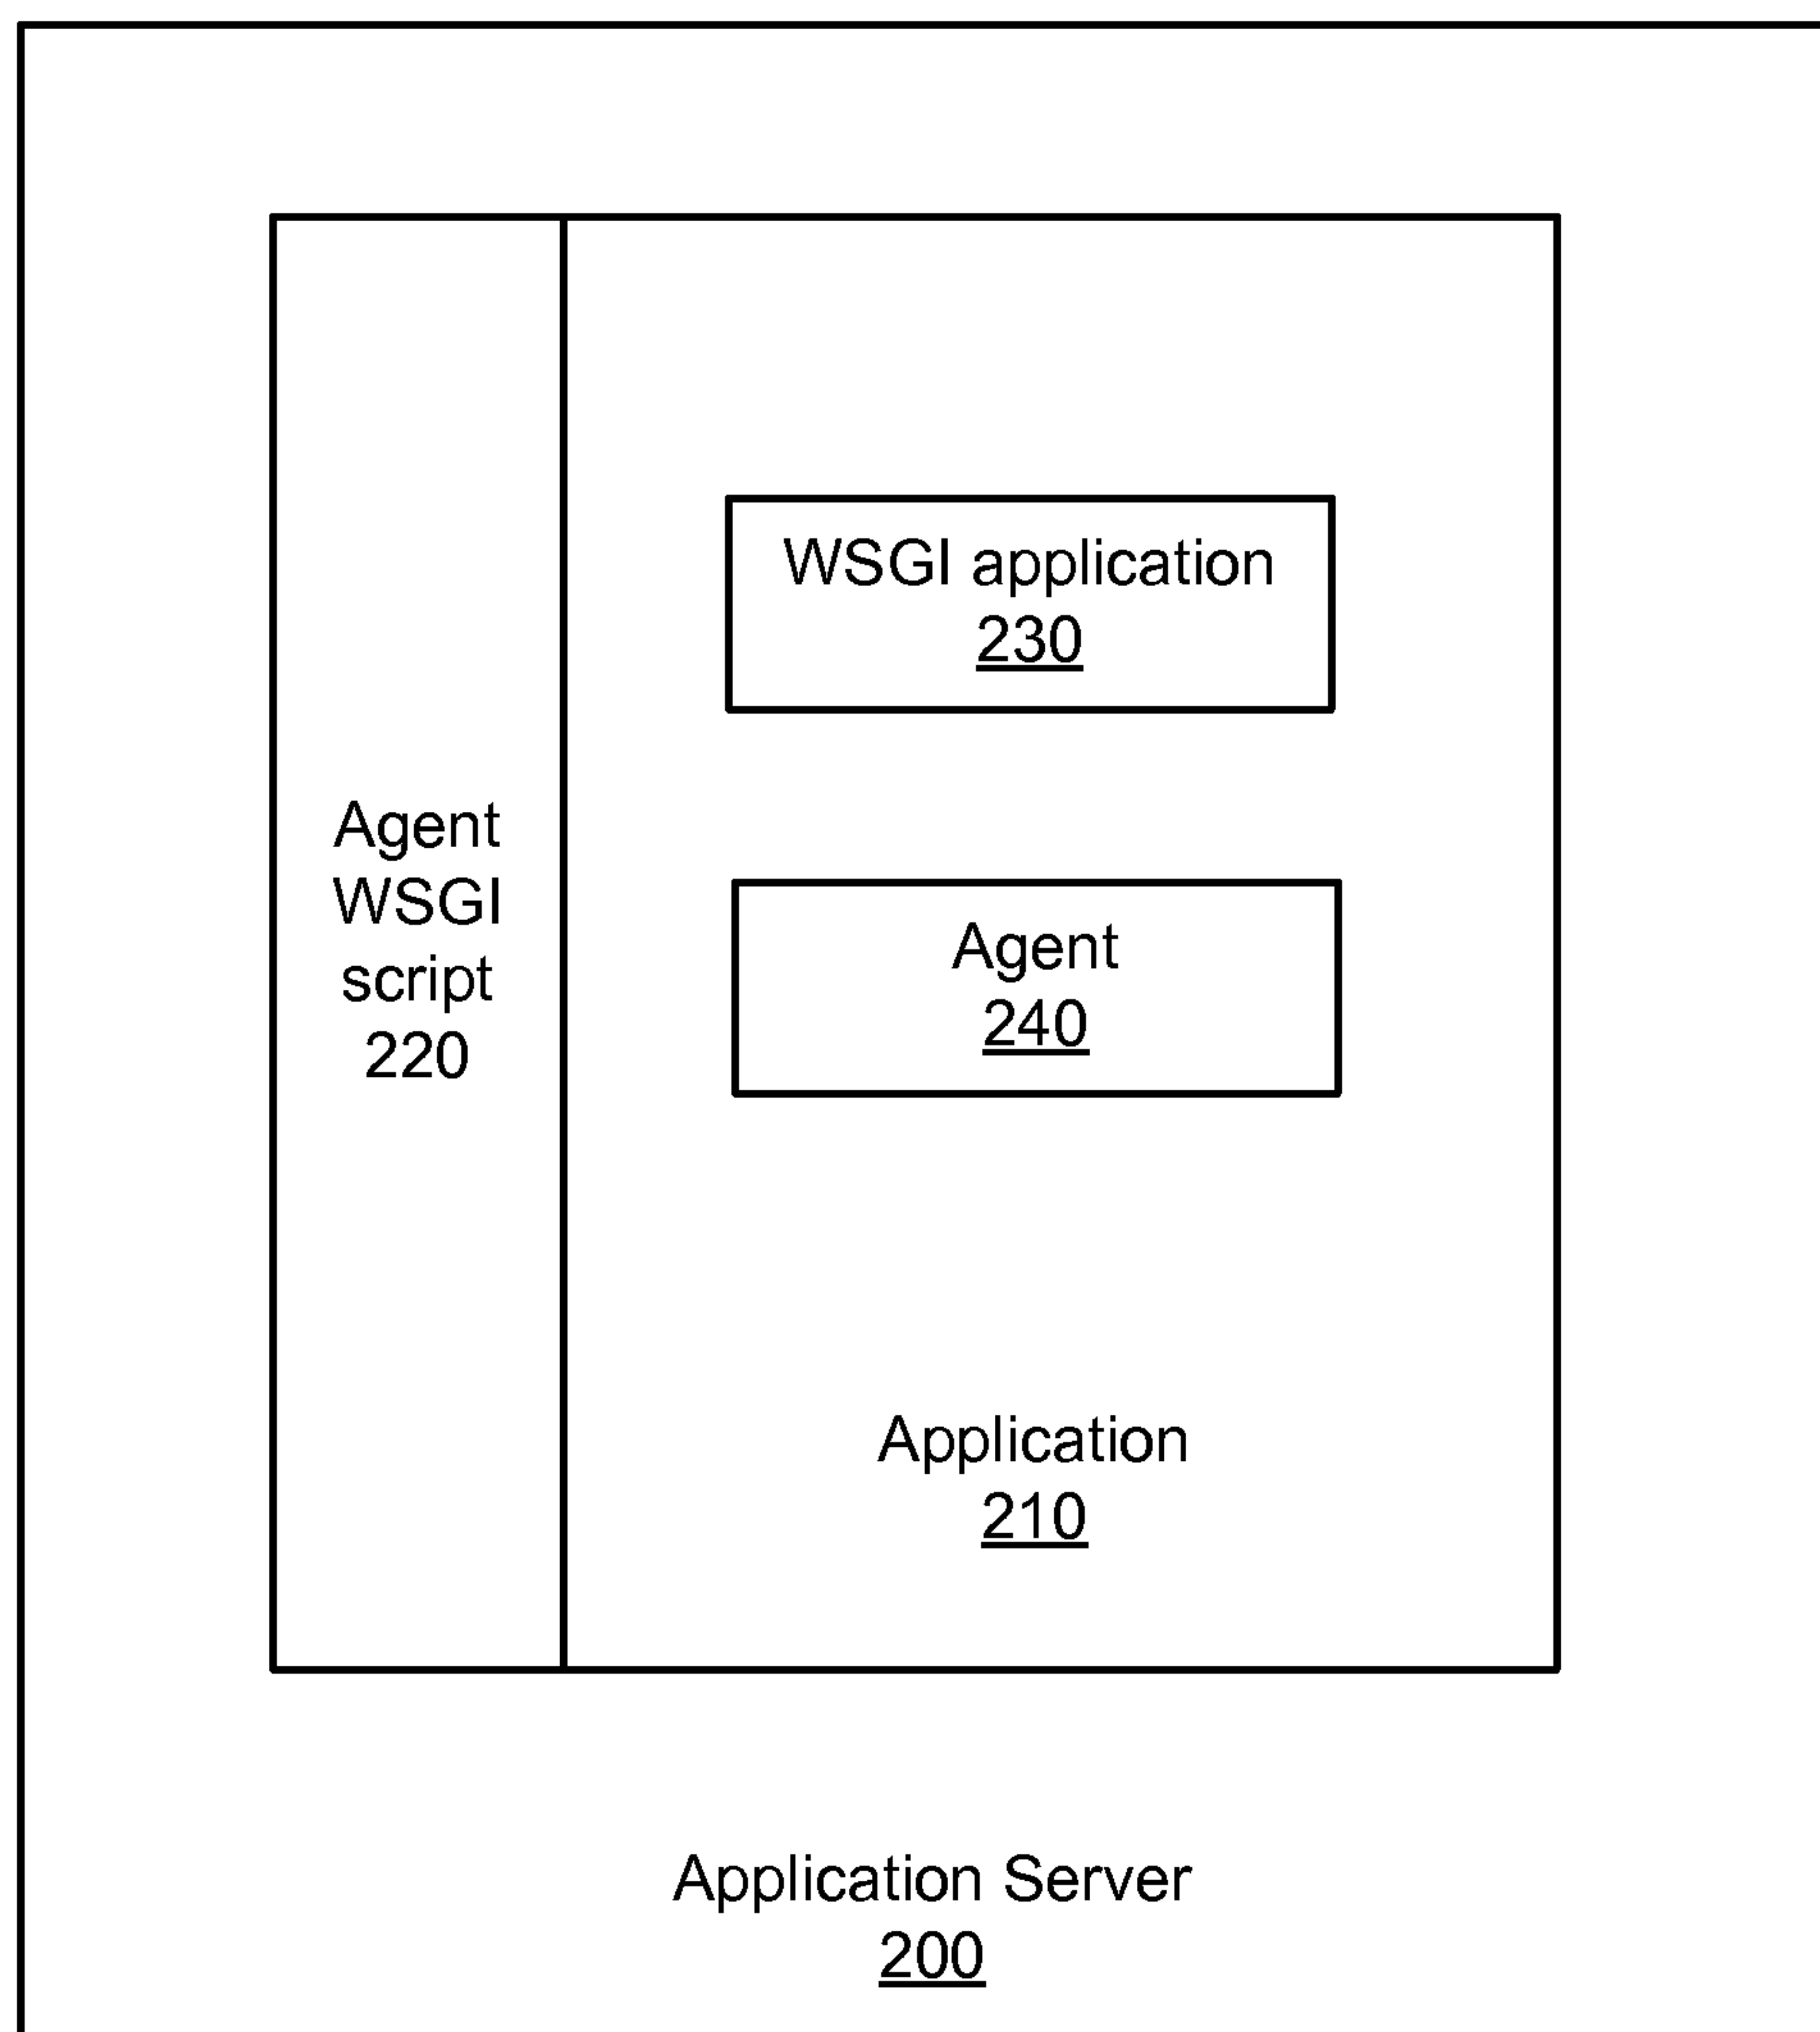 WSGI application
230
Agent
WSGI
script
220
Agent
240
Application
210
Application Server
200